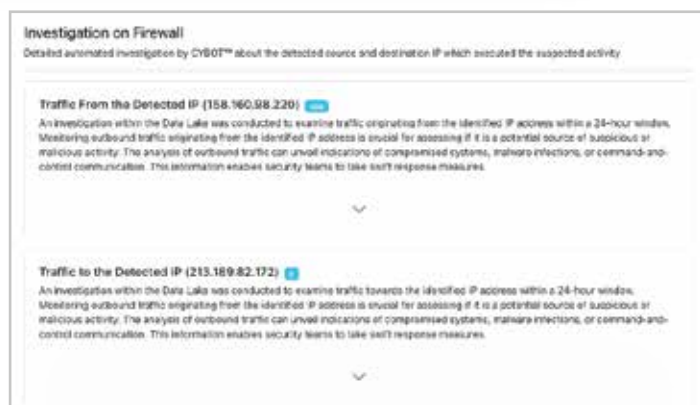 Investigation on Firewall
Detailed automated investigation by CYBOT™ about the detected source and destination IP which executed the suspected activity
Traffic From the Detected IP (158.160.98.220)
An investigation within the Data Lake was conducted to examine traffic originating from the identified IP address within a 24-hour window.
Monitoring outbound traffic originating from the identified IP address is crucial for assessing if it is a potential source of suspicious or
malicious activity. The analysis of outbound traffic can unveil indications of compromised systems, malware infections, or command-and-
control communication. This information enables security teams to take swift response measures.
Traffic to the Detected IP (213.189.82.172)
An investigation within the Data Lake was conducted to examine traffic towards the identified IP address within a 24-hour window.
Monitoring outbound traffic originating from the identified IP address is crucial for assessing if it is a potential source of suspicious or
malicious activity. The analysis of outbound traffic can unveil indications of compromised systems, malware infections, or command-and-
control communication. This information enables security teams to take swift response measures.